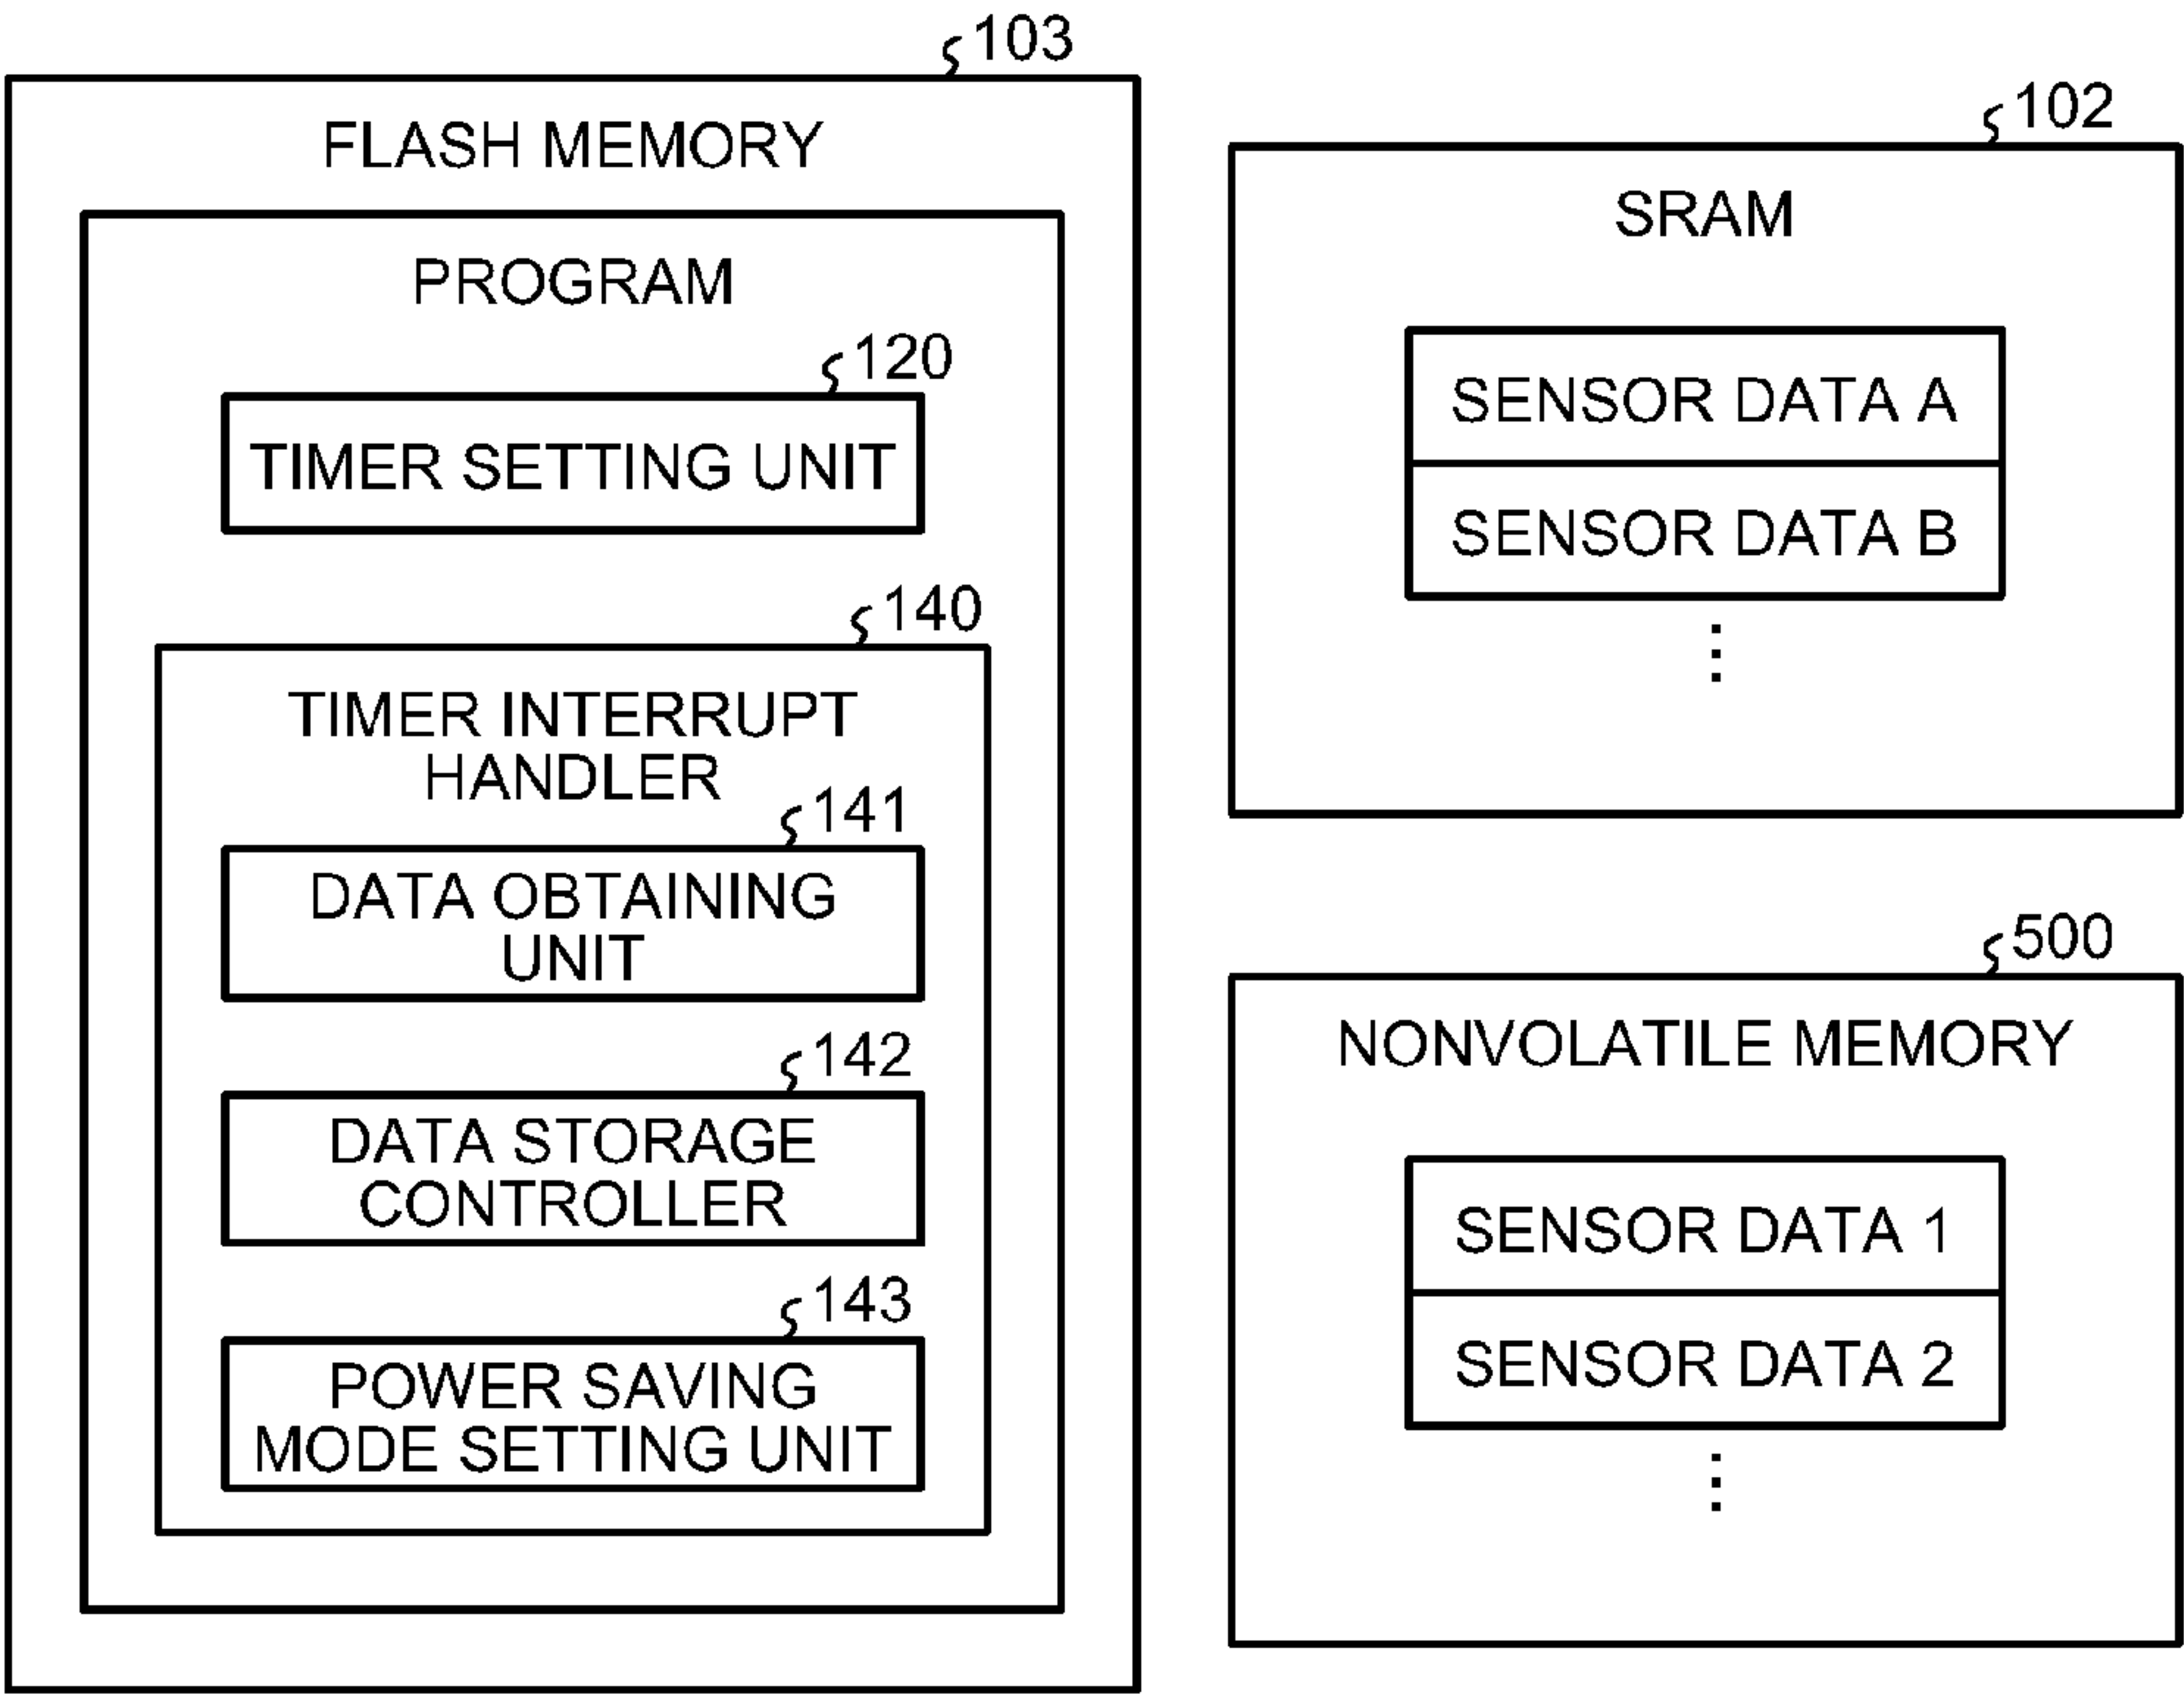 103
FLASH MEMORY
PROGRAM
120
TIMER SETTING UNIT
140
TIMER INTERRUPT
HANDLER
141
DATA OBTAINING
UNIT
142
DATA STORAGE
CONTROLLER
143
POWER SAVING
MODE SETTING UNIT
102
SRAM
SENSOR DATA A
SENSOR DATA B
500
NONVOLATILE MEMORY
SENSOR DATA 1
SENSOR DATA 2